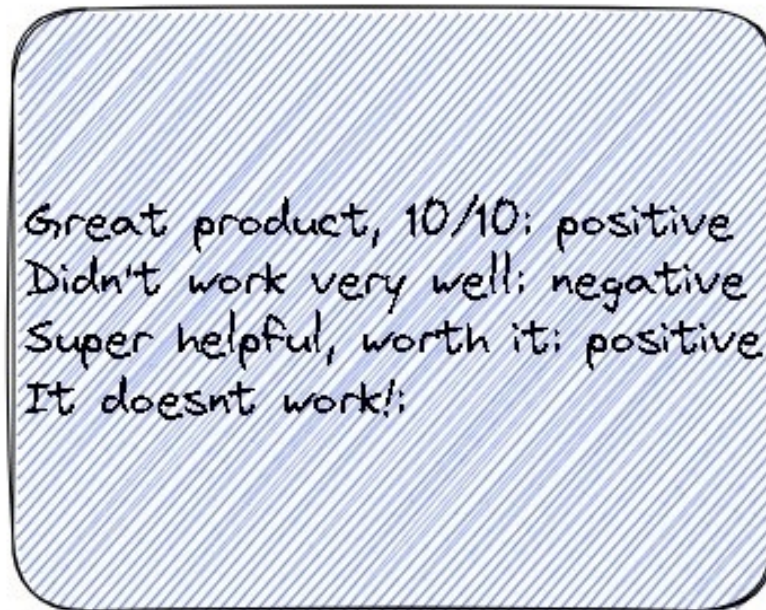 Great product, 10/10: positive
Didn't work very well: negative
Super helpful, worth it: positive
It doesnt work!: